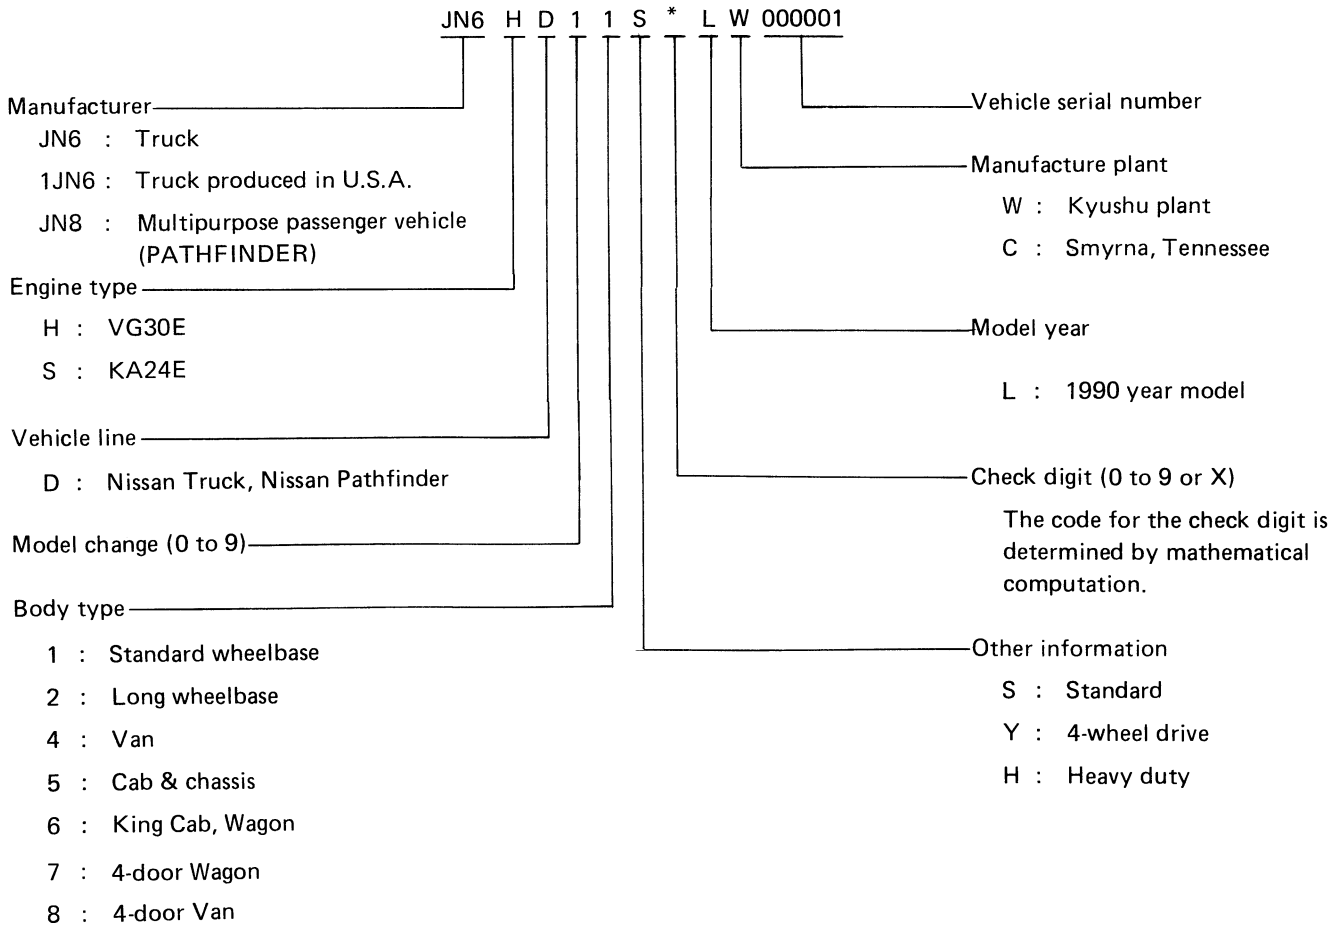 JN6 H D 1 1 S * L W 000001
Manufacturer
JN6 : Truck
1JN6 : Truck produced in U.S.A.
JN8 : Multipurpose passenger vehicle
(PATHFINDER)
Engine type
H : VG30E
S : KA24E
Vehicle line
D : Nissan Truck, Nissan Pathfinder
Model change (0 to 9)
Body type
1 : Standard wheelbase
2 : Long wheelbase
4 : Van
5 : Cab & chassis
6 : King Cab, Wagon
7 : 4-door Wagon
8 : 4-door Van
Vehicle serial number
Manufacture plant
W : Kyushu plant
C : Smyrna, Tennessee
Model year
L : 1990 year model
Check digit (0 to 9 or X)
The code for the check digit is
determined by mathematical
computation.
Other information
S : Standard
Y : 4-wheel drive
H : Heavy duty